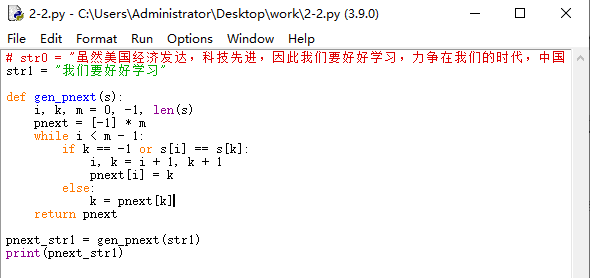 2-2.py - C:\Users\Administrator\Desktop\work\2-2.py (3.9.0)
File Edit Format Run Options Window Help
# str0 = "虽然美国经济发达，科技先进，因此我们要好好学习，力争在我们的时代，中国
str1 = "我们要好好学习"
def gen_pnext(s):
    i, k, m = 0, -1, len(s)
    pnext = [-1] * m
    while i < m - 1:
        if k == -1 or s[i] == s[k]:
            i, k = i + 1, k + 1
            pnext[i] = k
        else:
            k = pnext[k]
    return pnext
pnext_str1 = gen_pnext(str1)
print(pnext_str1)